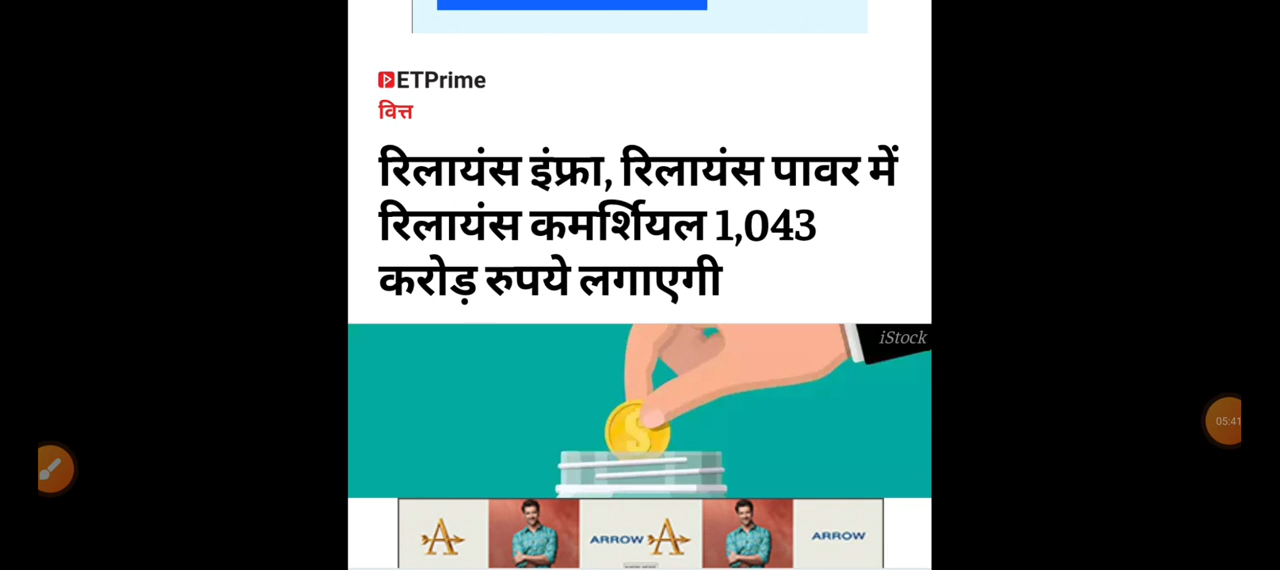 ETPrime
वित्त
रिलायंस इंफ्रा, रिलायंस पावर में
रिलायंस कमर्शियल 1,043
करोड़ रुपये लगाएगी
iStock
05:41
ARROW
ARROW